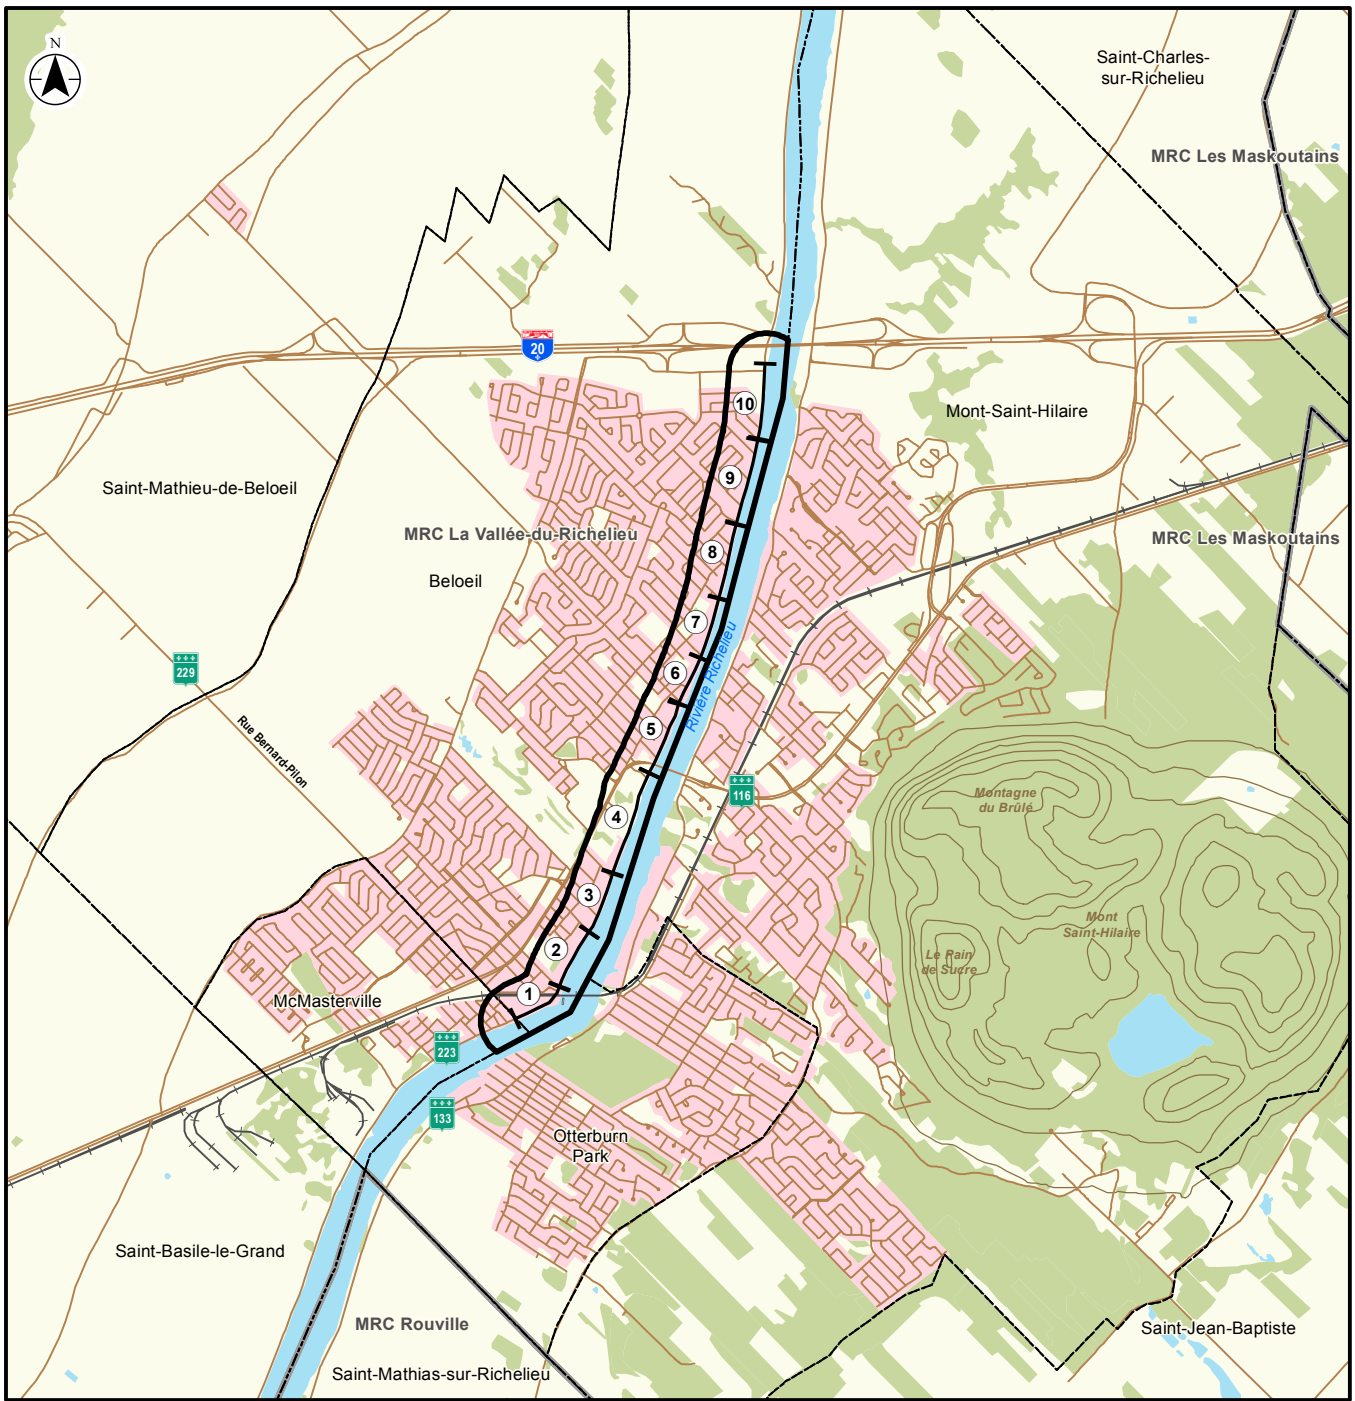 N
Saint-Charles-
sur-Richelieu
MRC Les Maskoutains
20
10
Mont-Saint-Hilaire
9
Saint-Mathieu-de-Beloeil
MRC La Vallée-du-Richelieu
MRC Les Maskoutains
8
Beloeil
7
Rivière Richelieu
229
6
5
Rue Bernard-Pilon
116
Montagne
du Brûlé
4
3
Mont
Saint-Hilaire
2
Le Pain
de Sucre
1
McMasterville
223
133
Otterburn
Park
Saint-Basile-le-Grand
MRC Rouville
Saint-Jean-Baptiste
Saint-Mathias-sur-Richelieu